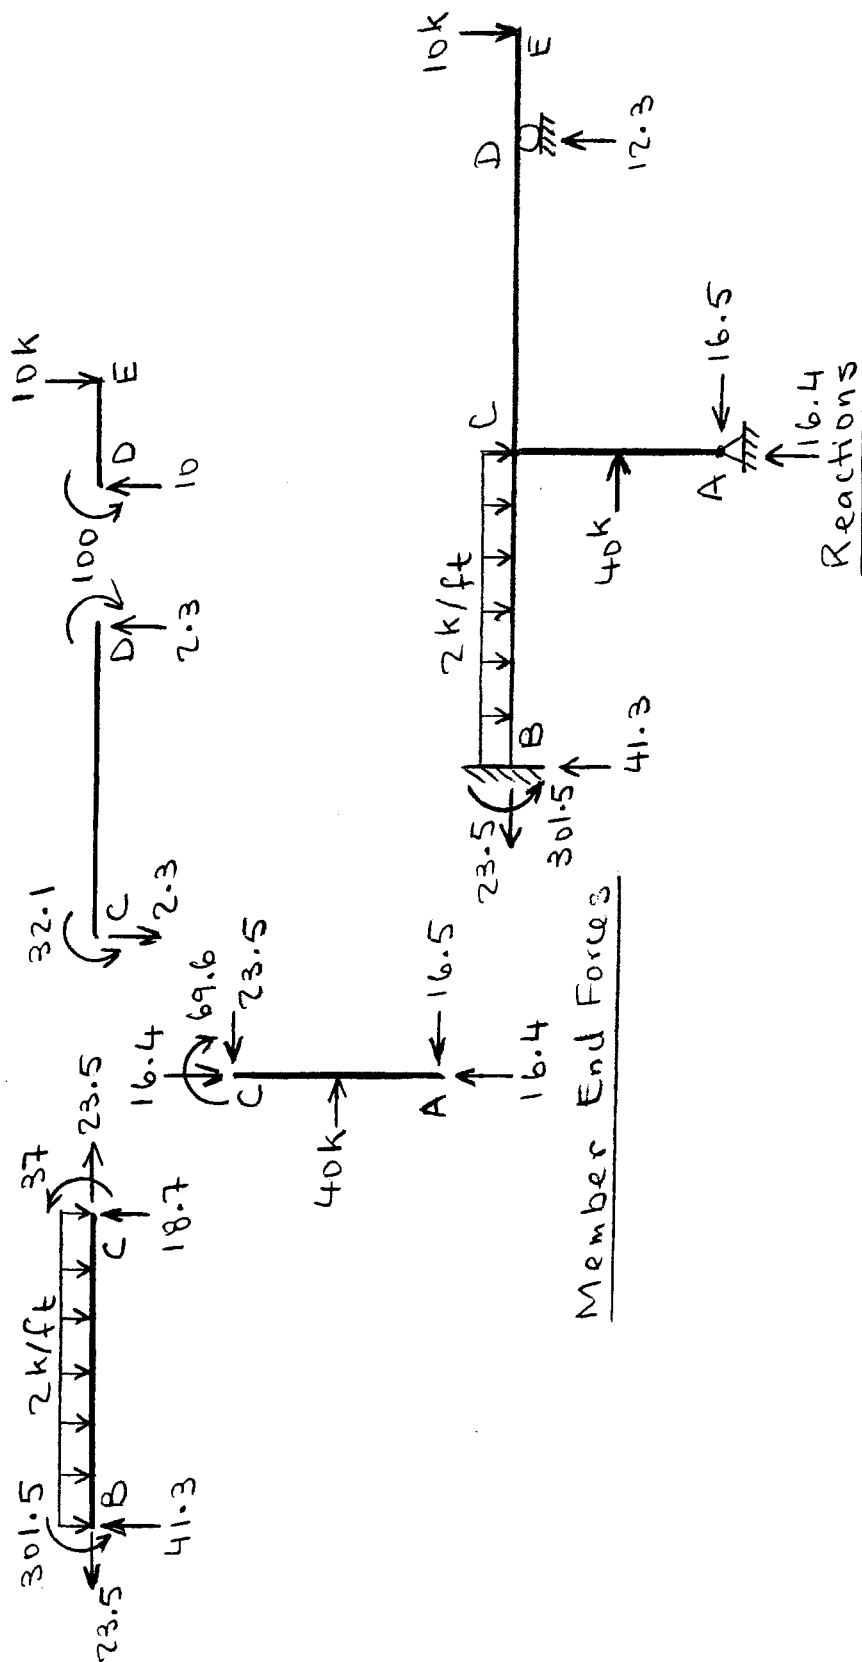 301.5
2k/ft
37
23.5
23.5
B
C
41.3
18.7
16.4
69.6
23.5
C
40k
A
16.5
16.4
32.1
C
2.3
100
D
2.3
10k
D
E
10
Member End Forces
10k
2k/ft
C
D
E
23.5
B
301.5
41.3
12.3
40k
A
16.5
16.4
Reactions